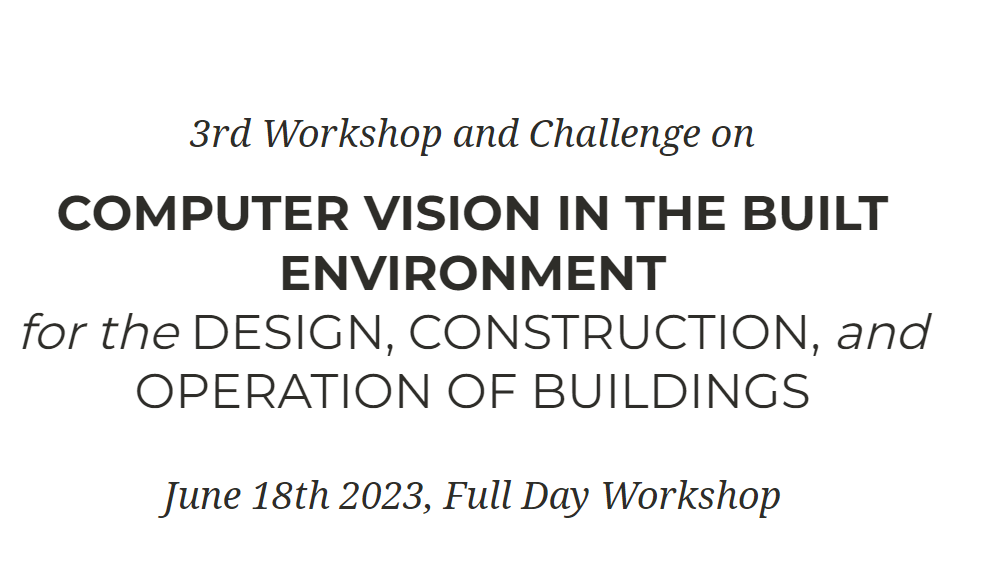 3rd Workshop and Challenge on
COMPUTER VISION IN THE BUILT
ENVIRONMENT
for the DESIGN, CONSTRUCTION, and
OPERATION OF BUILDINGS
June 18th 2023, Full Day Workshop